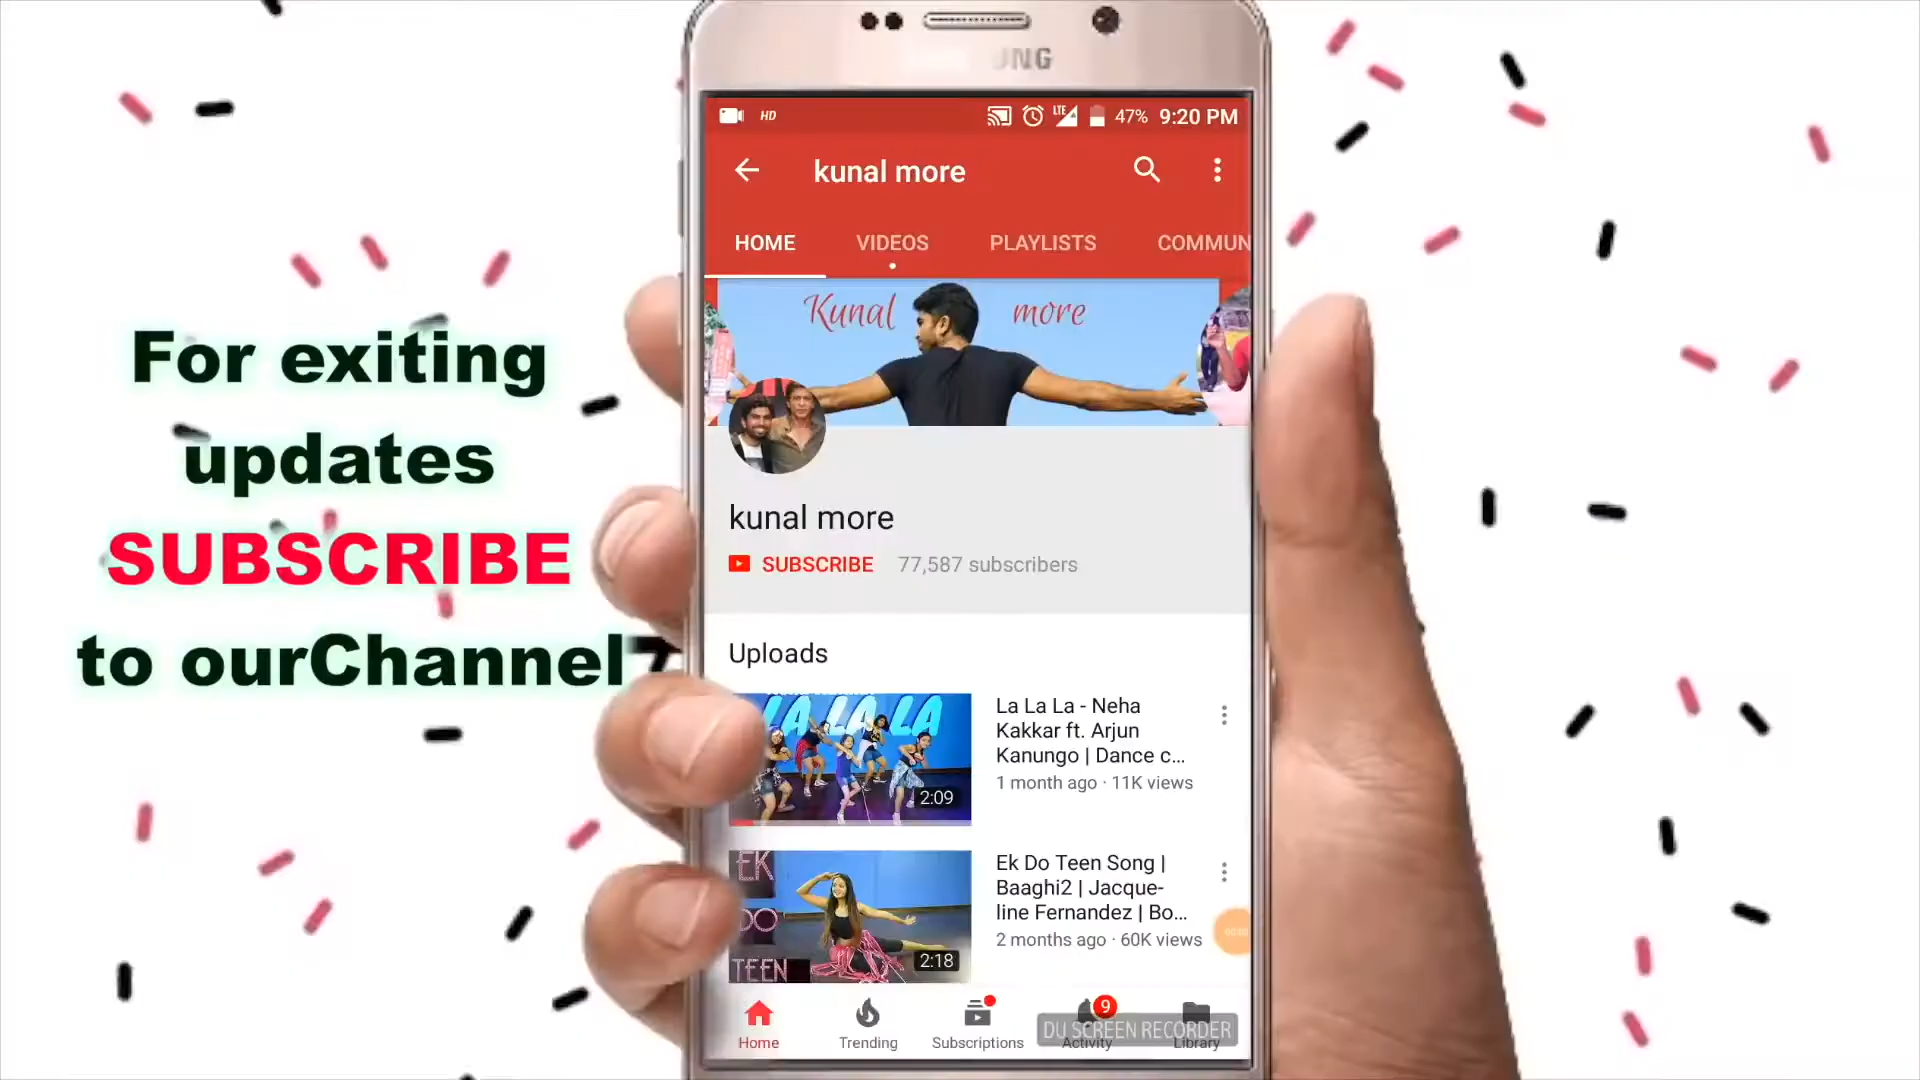 For exiting
updates
SUBSCRIBE
to ourChannel
HD
LTE
47%
9:20 PM
kunal more
HOME
VIDEOS
PLAYLISTS
COMMUN
Kunal more
kunal more
SUBSCRIBE
77,587 subscribers
Uploads
LA LA LA
2:09
La La La - Neha
Kakkar ft. Arjun
Kanungo | Dance c...
1 month ago · 11K views
EK
DO
TEEN
2:18
Ek Do Teen Song |
Baaghi2 | Jacque-
line Fernandez | Bo...
2 months ago · 60K views
9
DU SCREEN RECORDER
Home
Trending
Subscriptions
Activity
Library